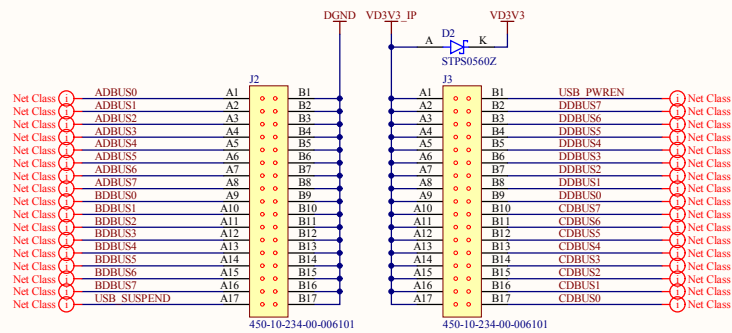 DGND VD3V3_IP VD3V3
D2
A K
STPS0560Z
J2 J3
Net Class i ADBUS0 A1 B1 A1 B1 USB_PWREN i Net Class
Net Class i ADBUS1 A2 B2 A2 B2 DDBUS7 i Net Class
Net Class i ADBUS2 A3 B3 A3 B3 DDBUS6 i Net Class
Net Class i ADBUS3 A4 B4 A4 B4 DDBUS5 i Net Class
Net Class i ADBUS4 A5 B5 A5 B5 DDBUS4 i Net Class
Net Class i ADBUS5 A6 B6 A6 B6 DDBUS3 i Net Class
Net Class i ADBUS6 A7 B7 A7 B7 DDBUS2 i Net Class
Net Class i ADBUS7 A8 B8 A8 B8 DDBUS1 i Net Class
Net Class i BDBUS0 A9 B9 A9 B9 DDBUS0 i Net Class
Net Class i BDBUS1 A10 B10 A10 B10 CDBUS7 i Net Class
Net Class i BDBUS2 A11 B11 A11 B11 CDBUS6 i Net Class
Net Class i BDBUS3 A12 B12 A12 B12 CDBUS5 i Net Class
Net Class i BDBUS4 A13 B13 A13 B13 CDBUS4 i Net Class
Net Class i BDBUS5 A14 B14 A14 B14 CDBUS3 i Net Class
Net Class i BDBUS6 A15 B15 A15 B15 CDBUS2 i Net Class
Net Class i BDBUS7 A16 B16 A16 B16 CDBUS1 i Net Class
Net Class i USB_SUSPEND A17 B17 A17 B17 CDBUS0 i Net Class
450-10-234-00-006101 450-10-234-00-006101